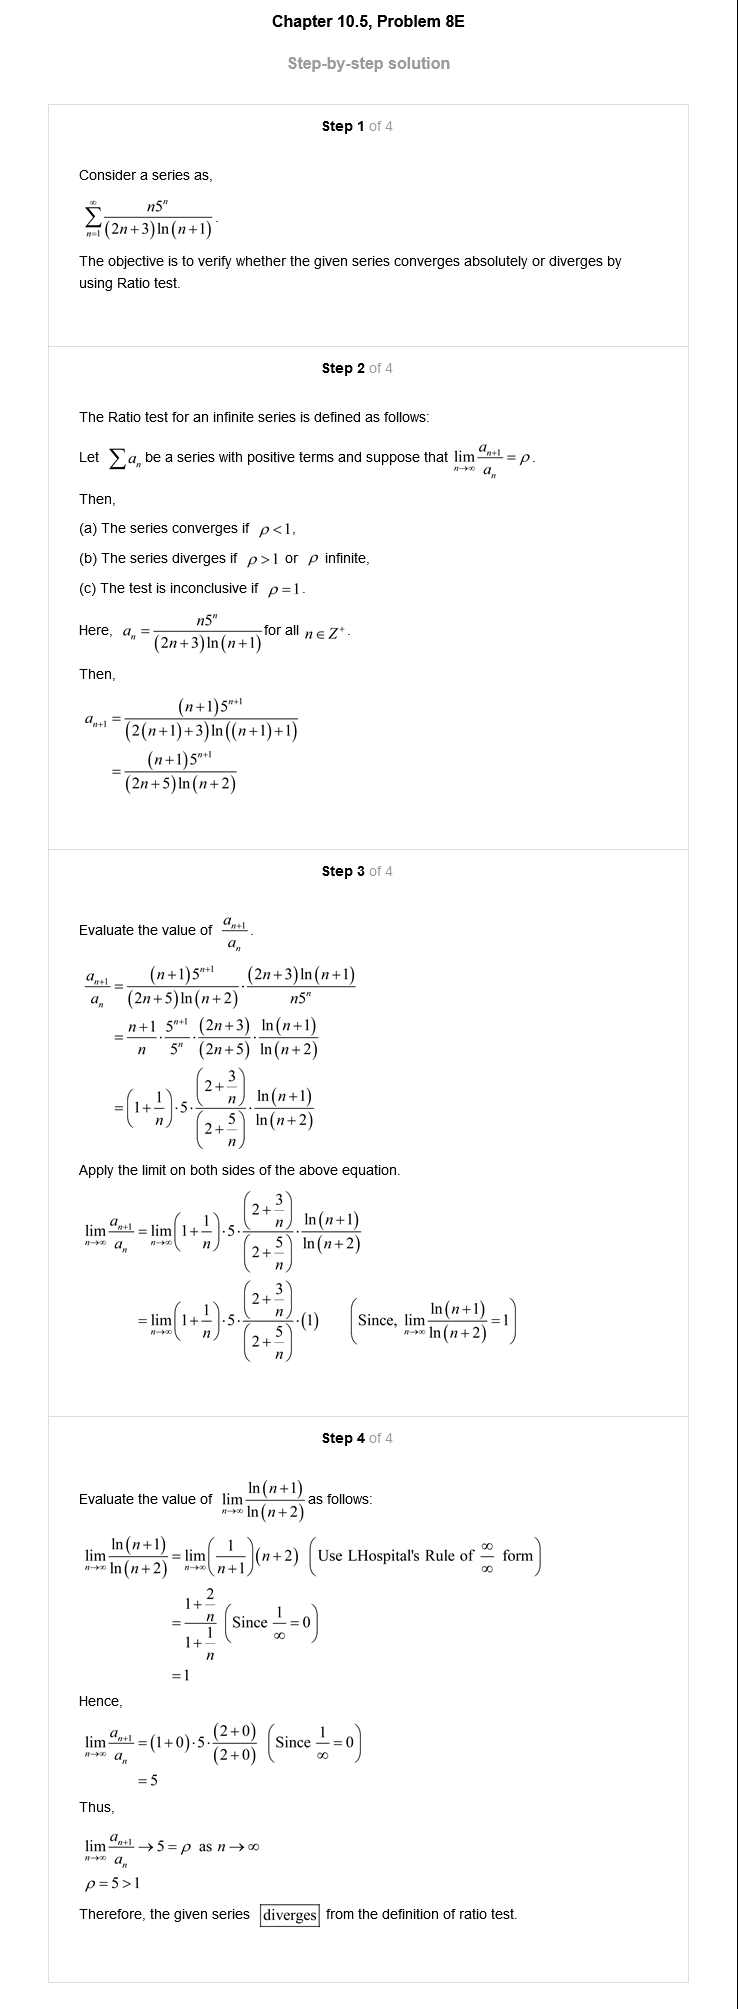 Chapter 10.5, Problem 8E
Step-by-step solution
Step 1 of 4
Consider a series as,
$\sum_{n=1}^{\infty} \frac{n5^n}{(2n+3)\ln(n+1)}.$
The objective is to verify whether the given series converges absolutely or diverges by
using Ratio test.
Step 2 of 4
The Ratio test for an infinite series is defined as follows:
Let $\sum a_n$ be a series with positive terms and suppose that $\lim_{n\to\infty} \frac{a_{n+1}}{a_n} = \rho$.
Then,
(a) The series converges if $\rho < 1$,
(b) The series diverges if $\rho > 1$ or $\rho$ infinite,
(c) The test is inconclusive if $\rho = 1$.
Here, $a_n = \frac{n5^n}{(2n+3)\ln(n+1)}$ for all $n \in Z^+$.
Then,
$a_{n+1} = \frac{(n+1)5^{n+1}}{(2(n+1)+3)\ln((n+1)+1)}$
$= \frac{(n+1)5^{n+1}}{(2n+5)\ln(n+2)}$
Step 3 of 4
Evaluate the value of $\frac{a_{n+1}}{a_n}$.
$\frac{a_{n+1}}{a_n} = \frac{(n+1)5^{n+1}}{(2n+5)\ln(n+2)} \cdot \frac{(2n+3)\ln(n+1)}{n5^n}$
$= \frac{n+1}{n} \cdot \frac{5^{n+1}}{5^n} \cdot \frac{(2n+3)}{(2n+5)} \cdot \frac{\ln(n+1)}{\ln(n+2)}$
$= \left(1+\frac{1}{n}\right) \cdot 5 \cdot \frac{\left(2+\frac{3}{n}\right)}{\left(2+\frac{5}{n}\right)} \cdot \frac{\ln(n+1)}{\ln(n+2)}$
Apply the limit on both sides of the above equation.
$\lim_{n\to\infty} \frac{a_{n+1}}{a_n} = \lim_{n\to\infty} \left(1+\frac{1}{n}\right) \cdot 5 \cdot \frac{\left(2+\frac{3}{n}\right)}{\left(2+\frac{5}{n}\right)} \cdot \frac{\ln(n+1)}{\ln(n+2)}$
$= \lim_{n\to\infty} \left(1+\frac{1}{n}\right) \cdot 5 \cdot \frac{\left(2+\frac{3}{n}\right)}{\left(2+\frac{5}{n}\right)} \cdot (1) \quad \left(\text{Since, } \lim_{n\to\infty} \frac{\ln(n+1)}{\ln(n+2)} = 1\right)$
Step 4 of 4
Evaluate the value of $\lim_{n\to\infty} \frac{\ln(n+1)}{\ln(n+2)}$ as follows:
$\lim_{n\to\infty} \frac{\ln(n+1)}{\ln(n+2)} = \lim_{n\to\infty} \left(\frac{1}{n+1}\right)(n+2) \left(\text{Use LHospital's Rule of } \frac{\infty}{\infty} \text{ form}\right)$
$= \frac{1+\frac{2}{n}}{1+\frac{1}{n}} \left(\text{Since } \frac{1}{\infty} = 0\right)$
$= 1$
Hence,
$\lim_{n\to\infty} \frac{a_{n+1}}{a_n} = (1+0) \cdot 5 \cdot \frac{(2+0)}{(2+0)} \left(\text{Since } \frac{1}{\infty} = 0\right)$
$= 5$
Thus,
$\lim_{n\to\infty} \frac{a_{n+1}}{a_n} \to 5 = \rho \text{ as } n \to \infty$
$\rho = 5 > 1$
Therefore, the given series diverges from the definition of ratio test.